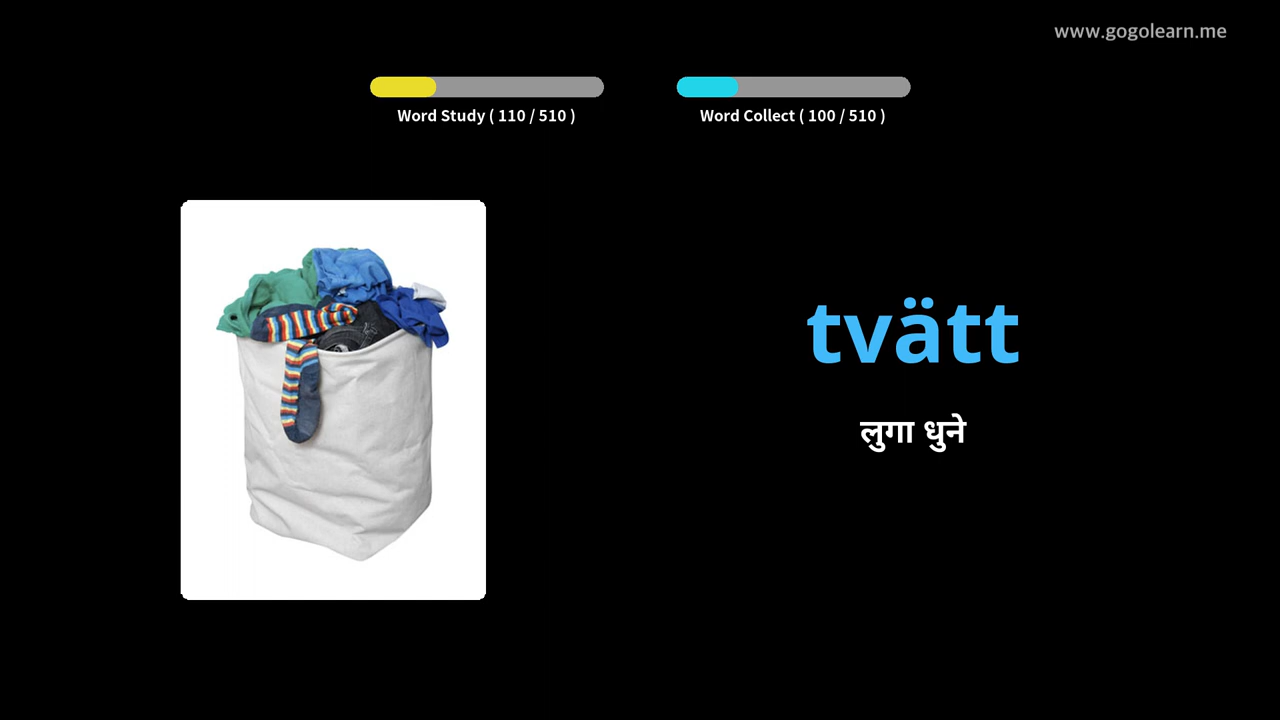 www.gogolearn.me
Word Study ( 110 / 510 )
Word Collect ( 100 / 510 )
tvätt
लुगा धुने